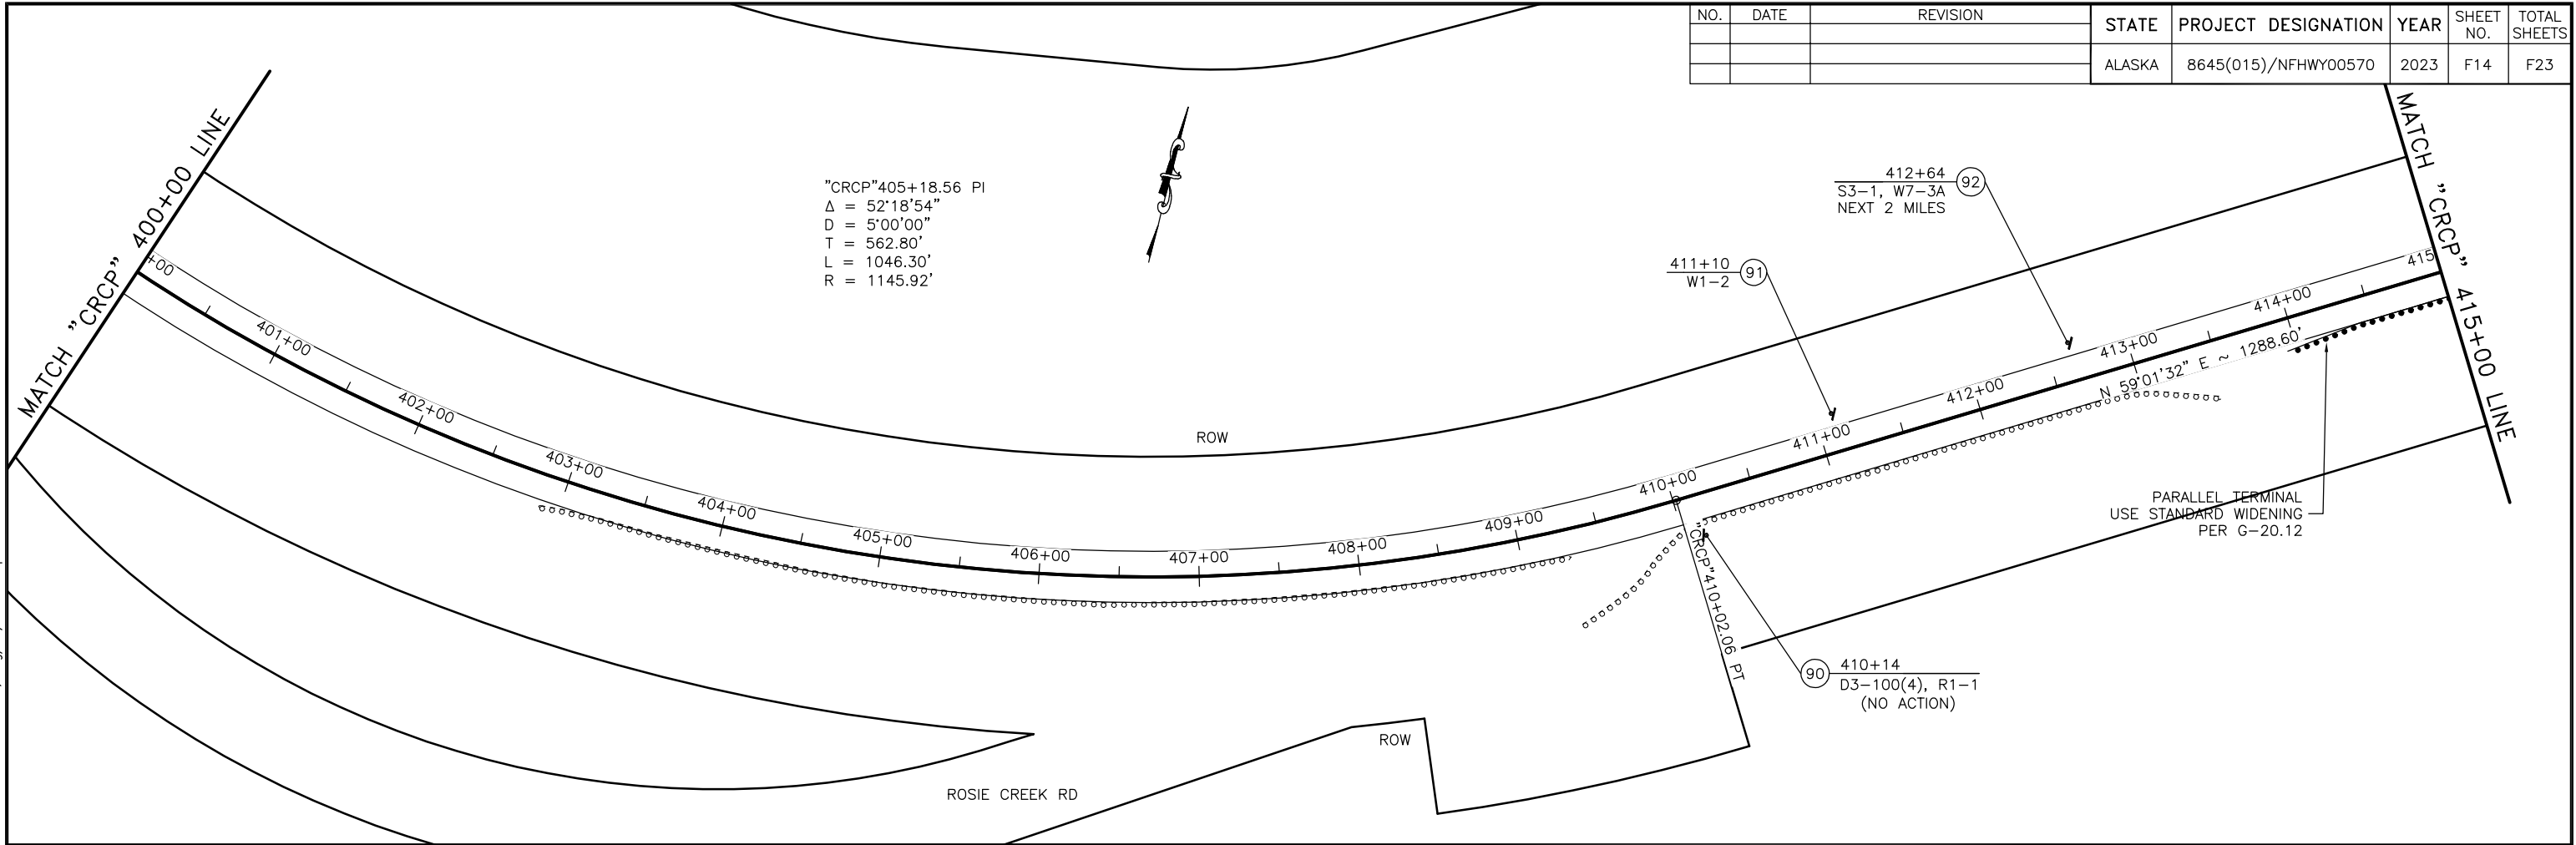 NO. DATE REVISION
STATE PROJECT DESIGNATION YEAR SHEET NO. TOTAL SHEETS
ALASKA 8645(015)/NFHWY00570 2023 F14 F23
MATCH "CRCP" 400+00 LINE
"CRCP"405+18.56 PI
Δ = 52°18'54"
D = 5°00'00"
T = 562.80'
L = 1046.30'
R = 1145.92'
412+64
S3-1, W7-3A
NEXT 2 MILES
92
411+10
W1-2
91
MATCH "CRCP" 415+00 LINE
+00
401+00
402+00
403+00
404+00
405+00
406+00
407+00
408+00
409+00
410+00
411+00
412+00
413+00
414+00
415
N 59°01'32" E ~ 1288.60'
ROW
PARALLEL TERMINAL
USE STANDARD WIDENING
PER G-20.12
"CRCP"410+02.06 PT
90
410+14
D3-100(4), R1-1
(NO ACTION)
ROW
ROSIE CREEK RD